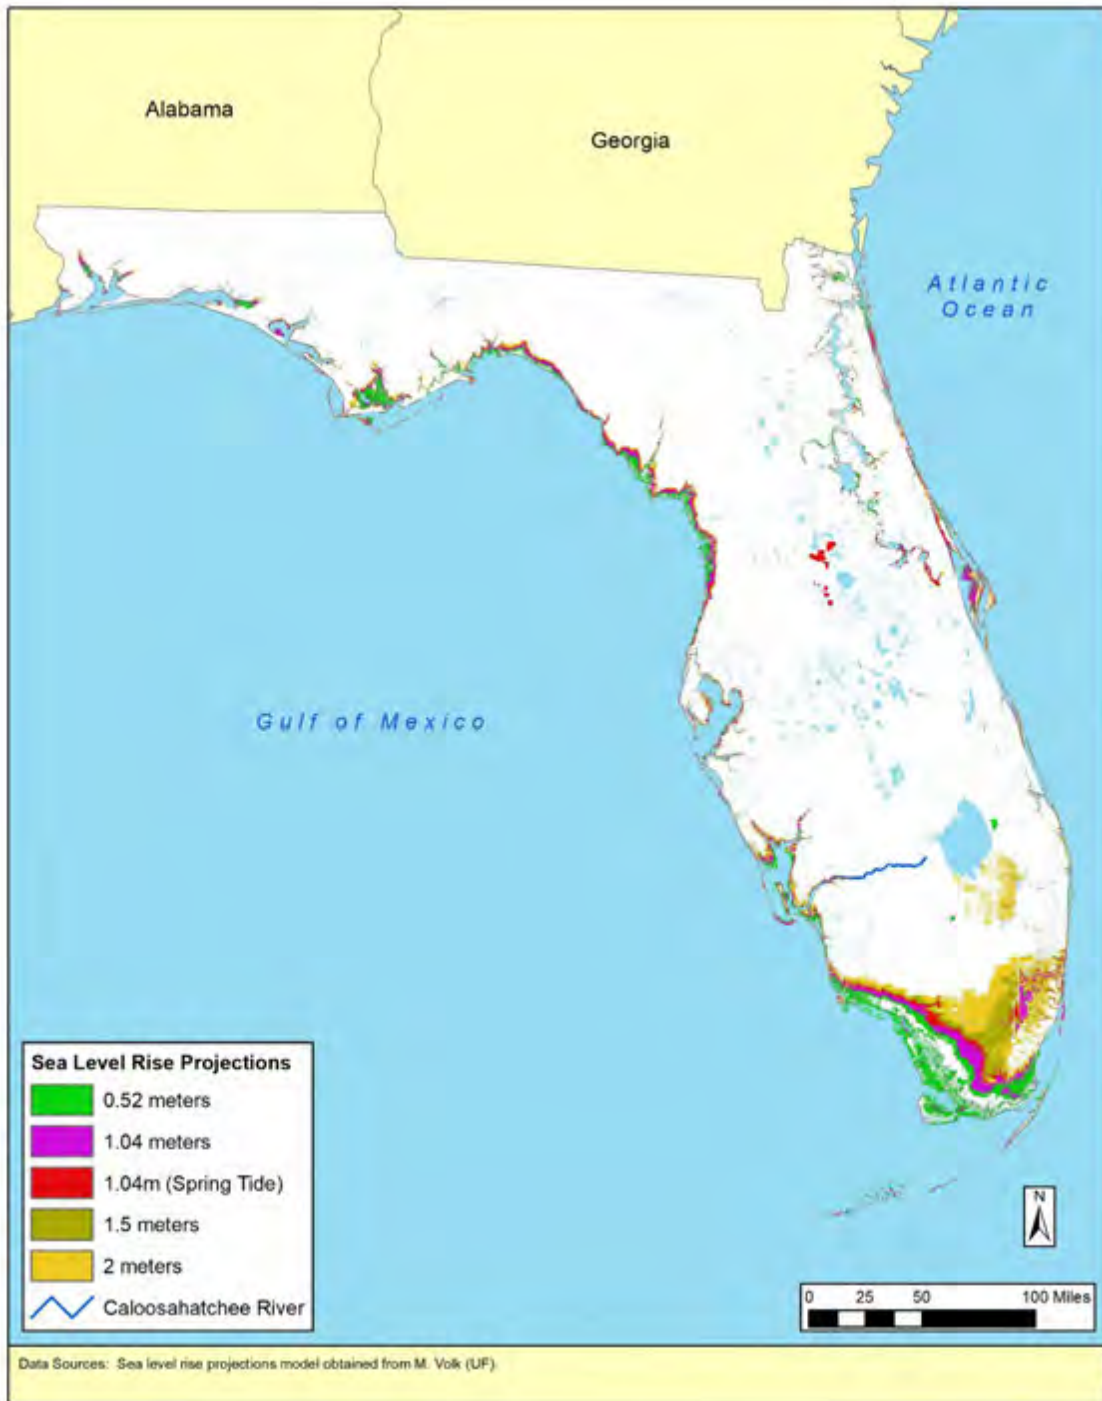 Alabama
Georgia
Atlantic
Ocean
Gulf of Mexico
Sea Level Rise Projections
0.52 meters
1.04 meters
1.04m (Spring Tide)
1.5 meters
2 meters
Caloosahatchee River
N
0 25 50 100 Miles
Data Sources: Sea level rise projections model obtained from M. Volk (UF)